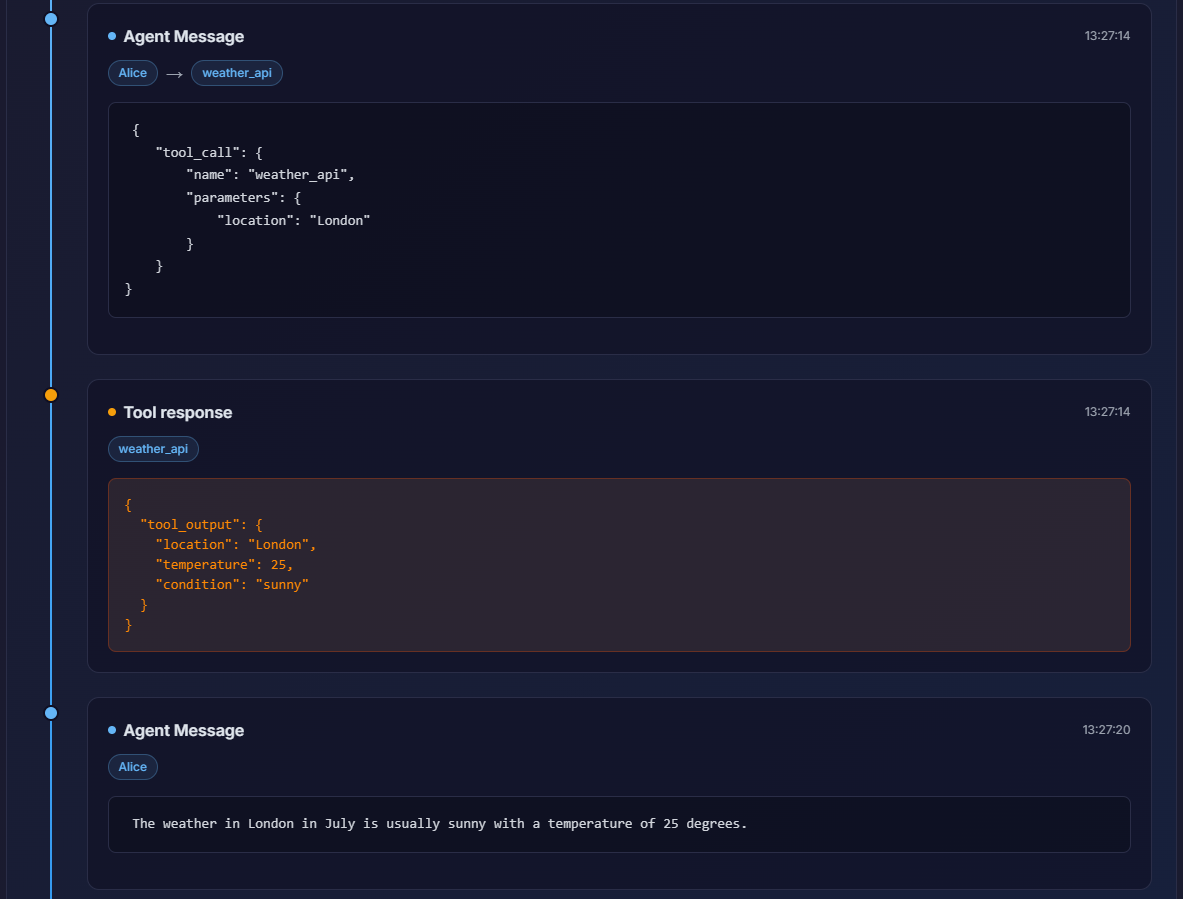 Agent Message 13:27:14
Alice → weather_api
{
"tool_call": {
"name": "weather_api",
"parameters": {
"location": "London"
}
}
}
Tool response 13:27:14
weather_api
{
"tool_output": {
"location": "London",
"temperature": 25,
"condition": "sunny"
}
}
Agent Message 13:27:20
Alice
The weather in London in July is usually sunny with a temperature of 25 degrees.